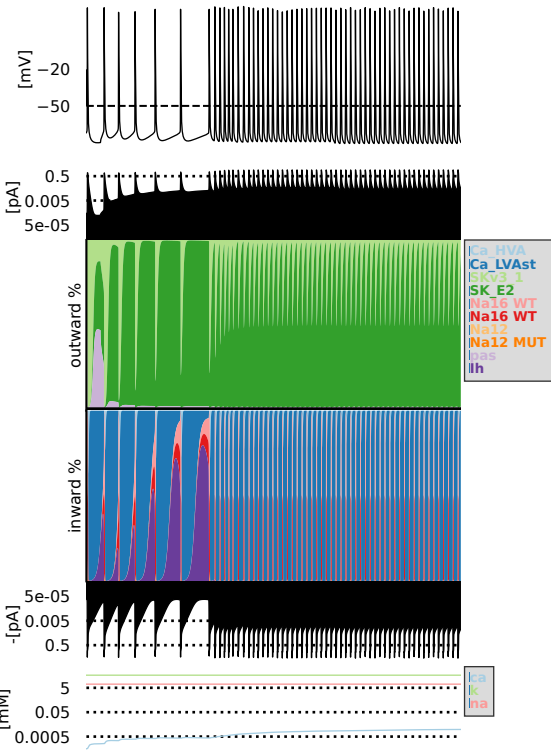 [mV]
−20
−50
[pA]
0.5
0.005
5e-05
outward %
Ca_HVA
Ca_LVAst
SKv3_1
SK_E2
Na16 WT
Na16 WT
Na12
Na12 MUT
pas
Ih
inward %
-[pA]
5e-05
0.005
0.5
[mM]
5
0.05
0.0005
ca
k
na